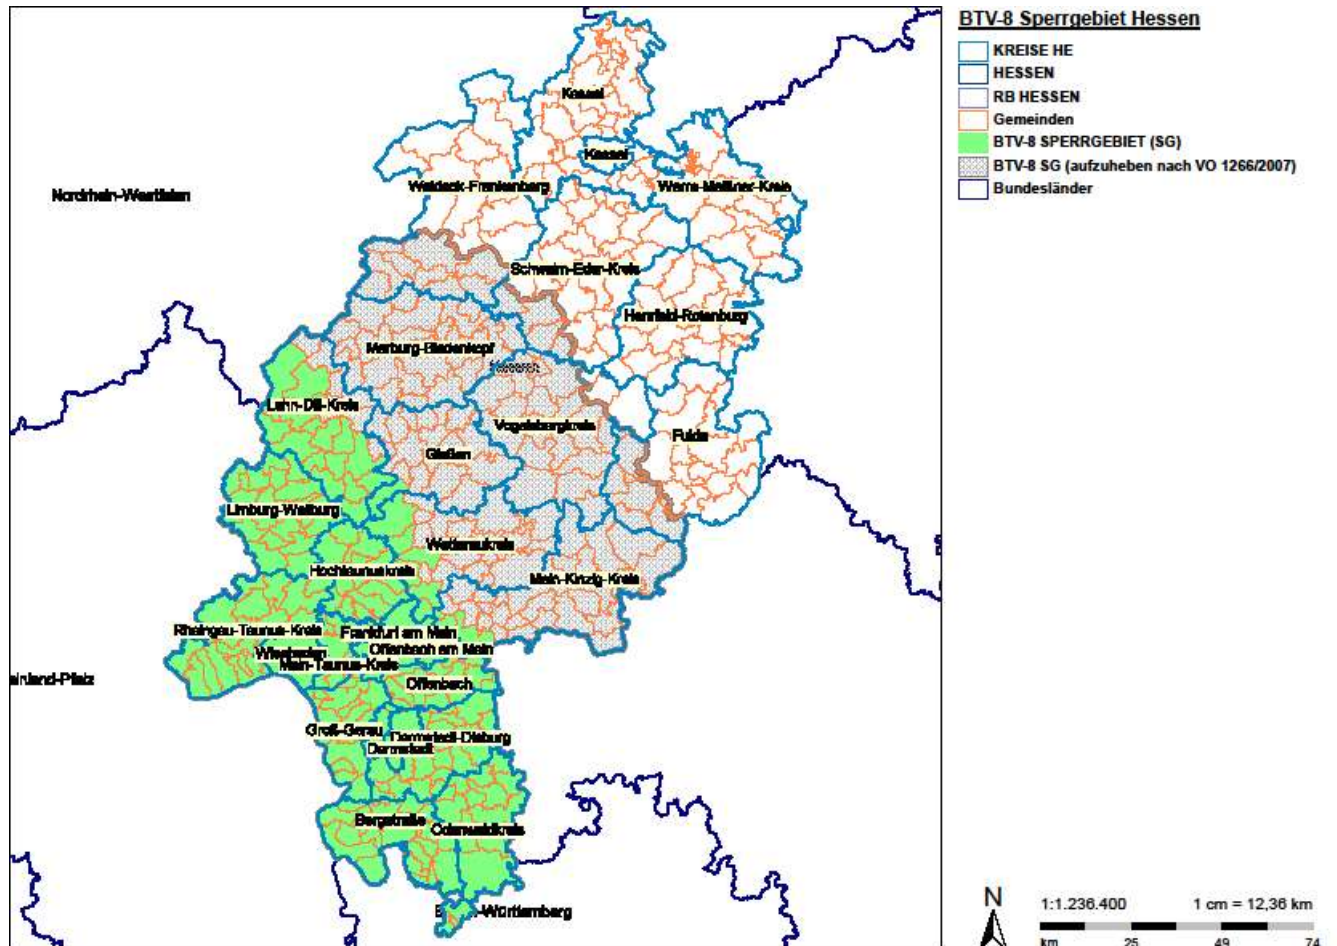 BTV-8 Sperrgebiet Hessen
KREISE HE
HESSEN
RB HESSEN
Gemeinden
BTV-8 SPERRGEBIET (SG)
BTV-8 SG (aufzuheben nach VO 1266/2007)
Bundesländer
Kassel
Kassel
Waldeck-Frankenberg
Werra-Meißner-Kreis
Nordrhein-Westfalen
Schwalm-Eder-Kreis
Hersfeld-Rotenburg
Marburg-Biedenkopf
Hessen
Lahn-Dill-Kreis
Vogelsbergkreis
Fulda
Gießen
Limburg-Weilburg
Wetteraukreis
Hochtaunuskreis
Main-Kinzig-Kreis
Rheingau-Taunus-Kreis
Frankfurt am Main
Wiesbaden
Offenbach am Main
Main-Taunus-Kreis
einland-Pfalz
Offenbach
Groß-Gerau
Darmstadt-Dieburg
Darmstadt
Bergstraße
Odenwaldkreis
-Württemberg
N
1:1.236.400
1 cm = 12,36 km
km 25 49 74